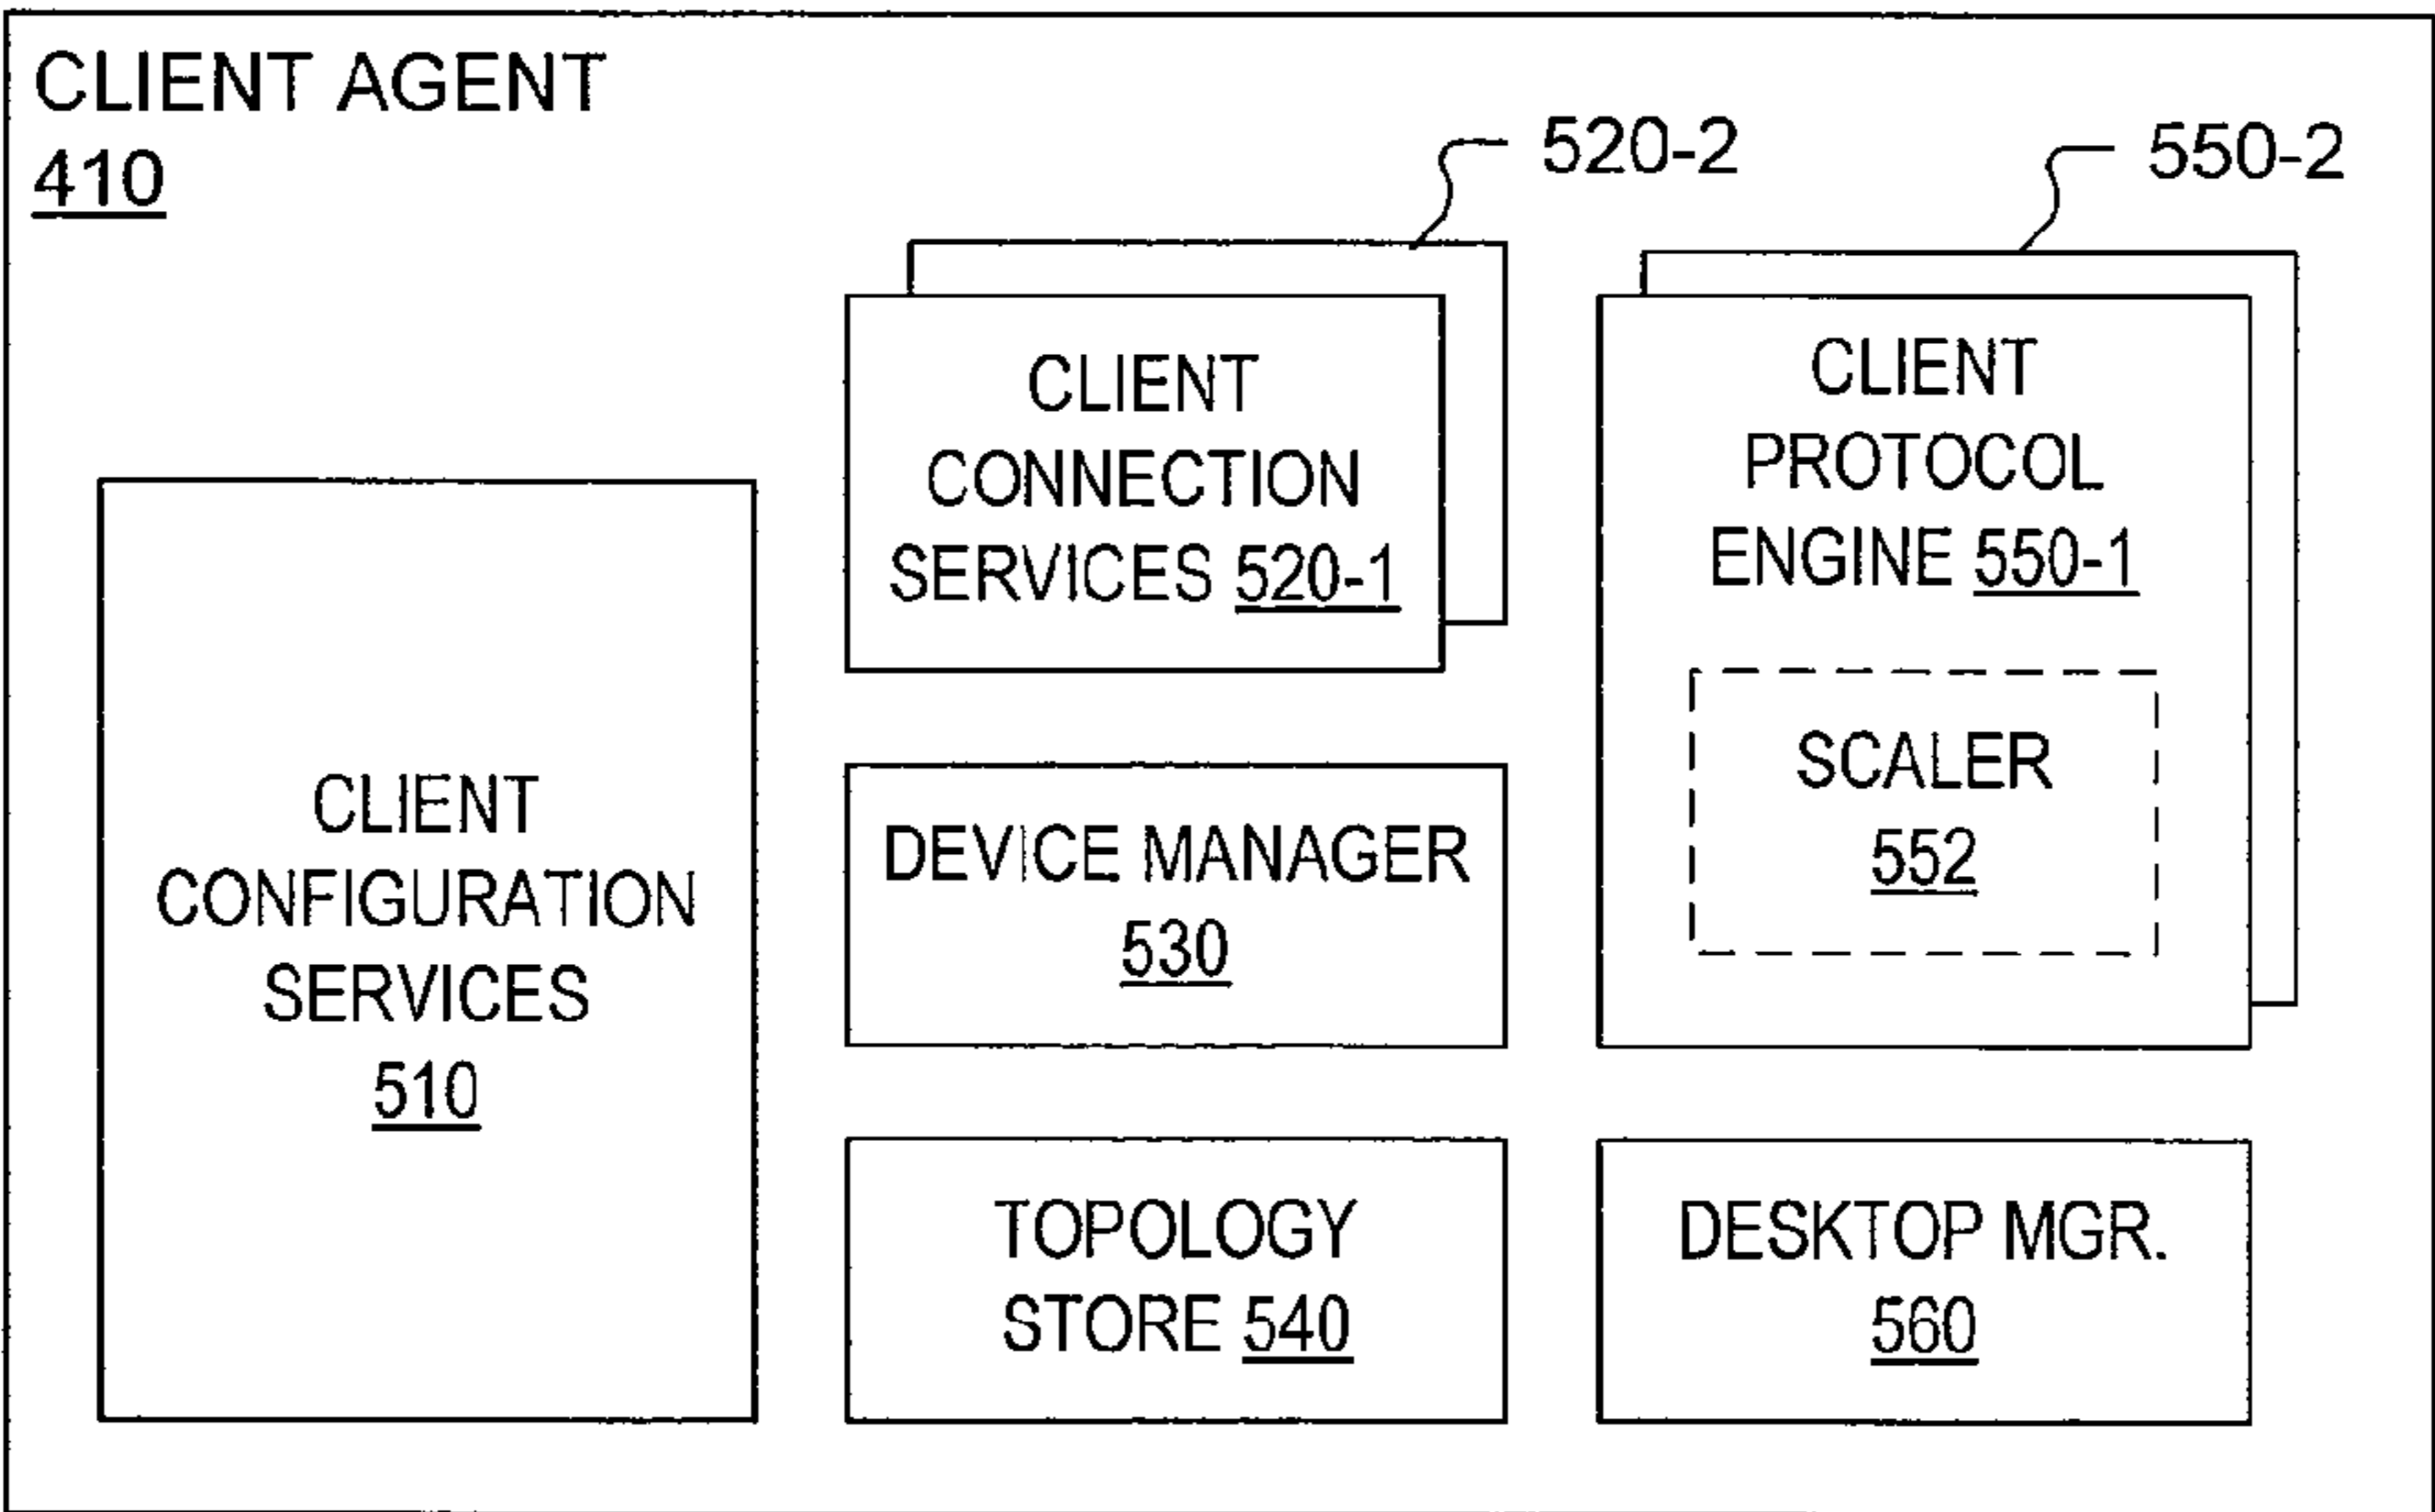 CLIENT AGENT
410
520-2
550-2
CLIENT
CONNECTION
SERVICES 520-1
CLIENT
PROTOCOL
ENGINE 550-1
SCALER
552
CLIENT
CONFIGURATION
SERVICES
510
DEVICE MANAGER
530
TOPOLOGY
STORE 540
DESKTOP MGR.
560